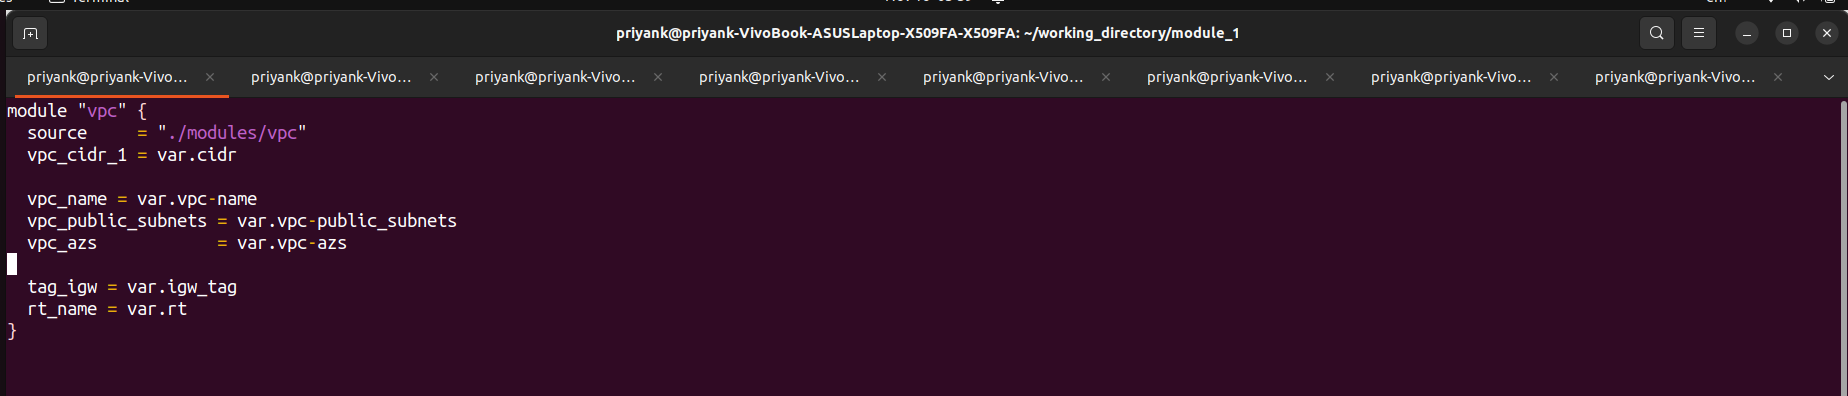 Terminal
priyank@priyank-VivoBook-ASUSLaptop-X509FA-X509FA: ~/working_directory/module_1
priyank@priyank-Vivo... × priyank@priyank-Vivo... × priyank@priyank-Vivo... × priyank@priyank-Vivo... × priyank@priyank-Vivo... × priyank@priyank-Vivo... × priyank@priyank-Vivo... × priyank@priyank-Vivo... ×
module "vpc" {
  source     = "./modules/vpc"
  vpc_cidr_1 = var.cidr
  vpc_name = var.vpc-name
  vpc_public_subnets = var.vpc-public_subnets
  vpc_azs            = var.vpc-azs
  tag_igw = var.igw_tag
  rt_name = var.rt
}